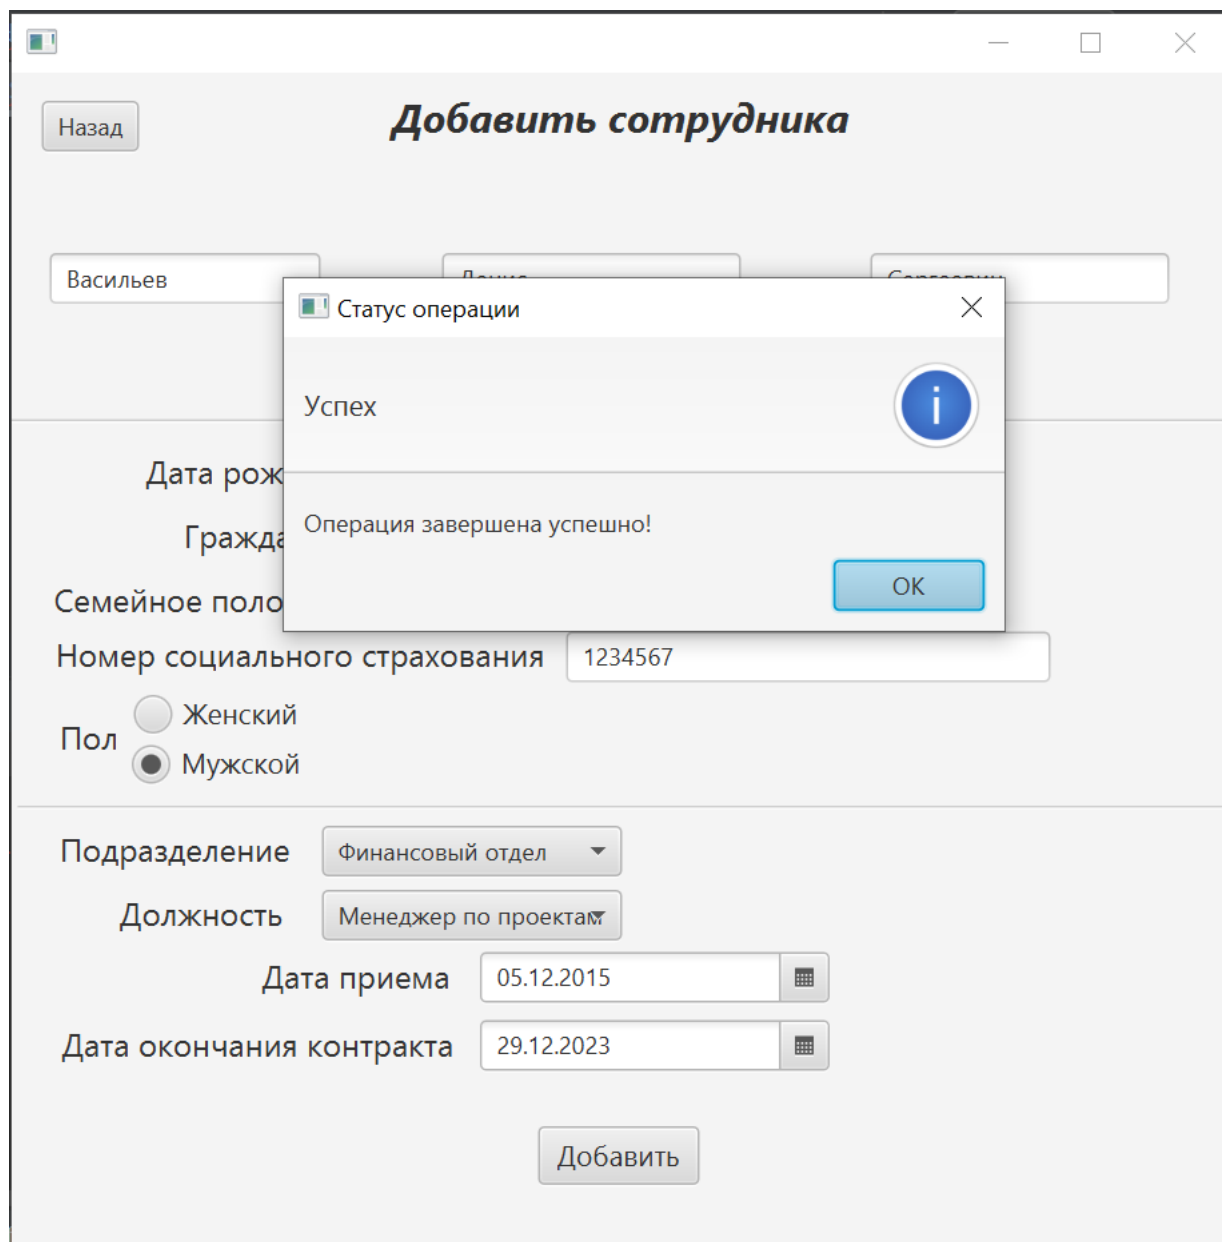 Назад
Добавить сотрудника
Васильев
Статус операции
Успех
Дата рож
Гражда
Операция завершена успешно!
OK
Семейное поло
Номер социального страхования 1234567
Женский
Пол
Мужской
Подразделение Финансовый отдел
Должность Менеджер по проектам
Дата приема 05.12.2015
Дата окончания контракта 29.12.2023
Добавить